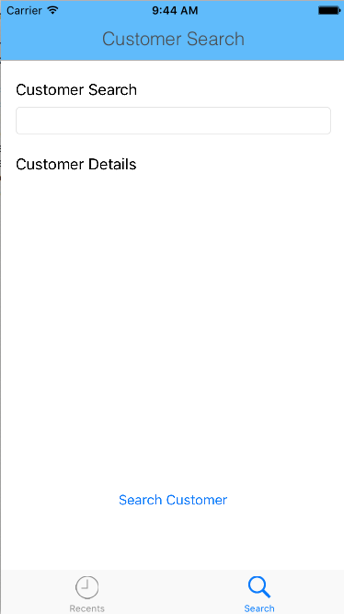 Carrier 9:44 AM
Customer Search
Customer Search
Customer Details
Search Customer
Recents Search